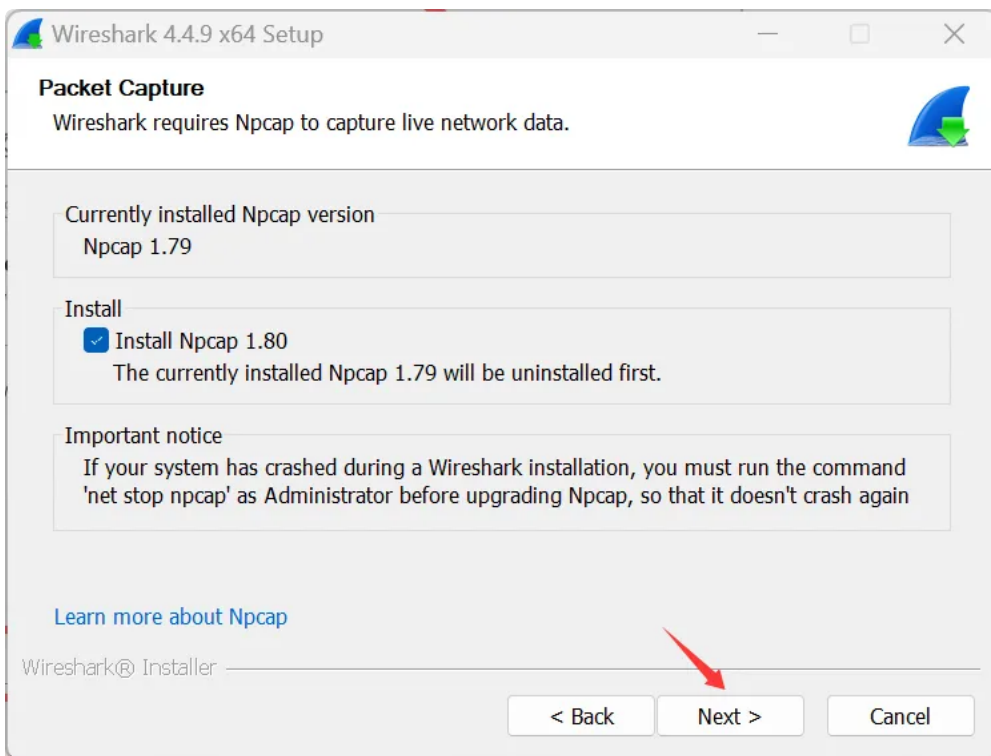 Wireshark 4.4.9 x64 Setup
Packet Capture
Wireshark requires Npcap to capture live network data.
Currently installed Npcap version
Npcap 1.79
Install
Install Npcap 1.80
The currently installed Npcap 1.79 will be uninstalled first.
Important notice
If your system has crashed during a Wireshark installation, you must run the command
'net stop npcap' as Administrator before upgrading Npcap, so that it doesn't crash again
Learn more about Npcap
Wireshark® Installer
< Back
Next >
Cancel